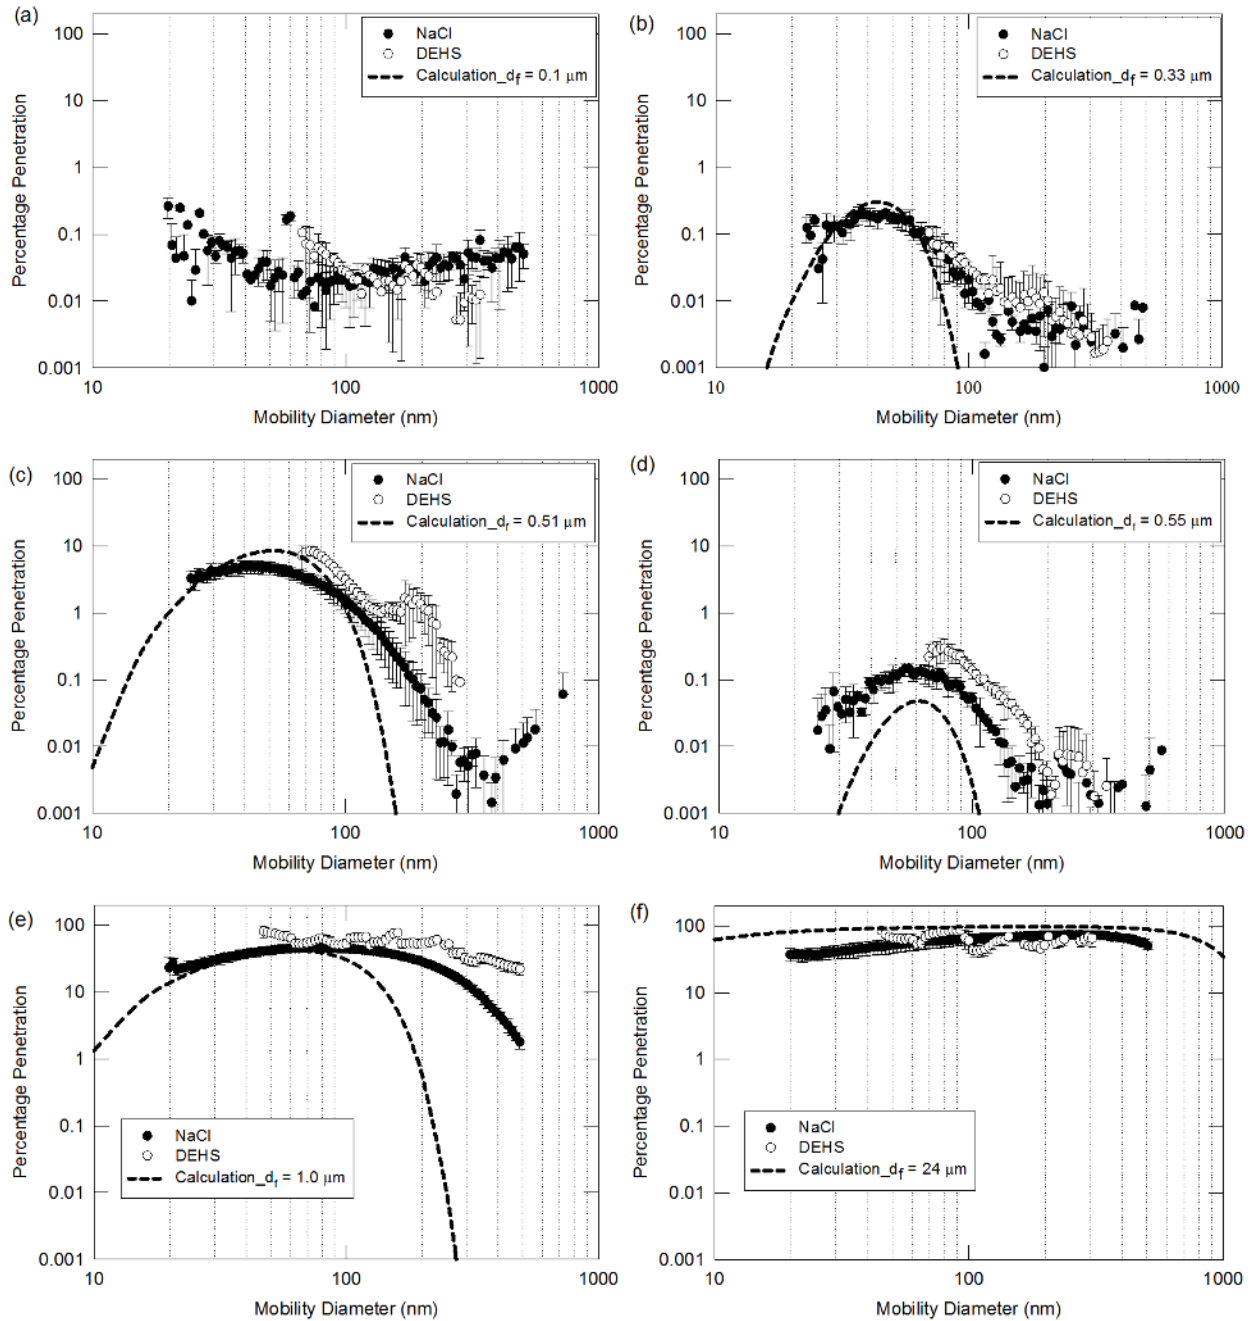 (a)
100
10
1
0.1
0.01
0.001
Percentage Penetration
NaCl
DEHS
Calculation_df = 0.1 μm
10
100
1000
Mobility Diameter (nm)
(b)
100
10
1
0.1
0.01
0.001
Percentage Penetration
NaCl
DEHS
Calculation_df = 0.33 μm
10
100
1000
Mobility Diameter (nm)
(c)
100
10
1
0.1
0.01
0.001
Percentage Penetration
NaCl
DEHS
Calculation_df = 0.51 μm
10
100
1000
Mobility Diameter (nm)
(d)
100
10
1
0.1
0.01
0.001
Percentage Penetration
NaCl
DEHS
Calculation_df = 0.55 μm
10
100
1000
Mobility Diameter (nm)
(e)
100
10
1
0.1
0.01
0.001
Percentage Penetration
NaCl
DEHS
Calculation_df = 1.0 μm
10
100
1000
Mobility Diameter (nm)
(f)
100
10
1
0.1
0.01
0.001
Percentage Penetration
NaCl
DEHS
Calculation_df = 24 μm
10
100
1000
Mobility Diameter (nm)